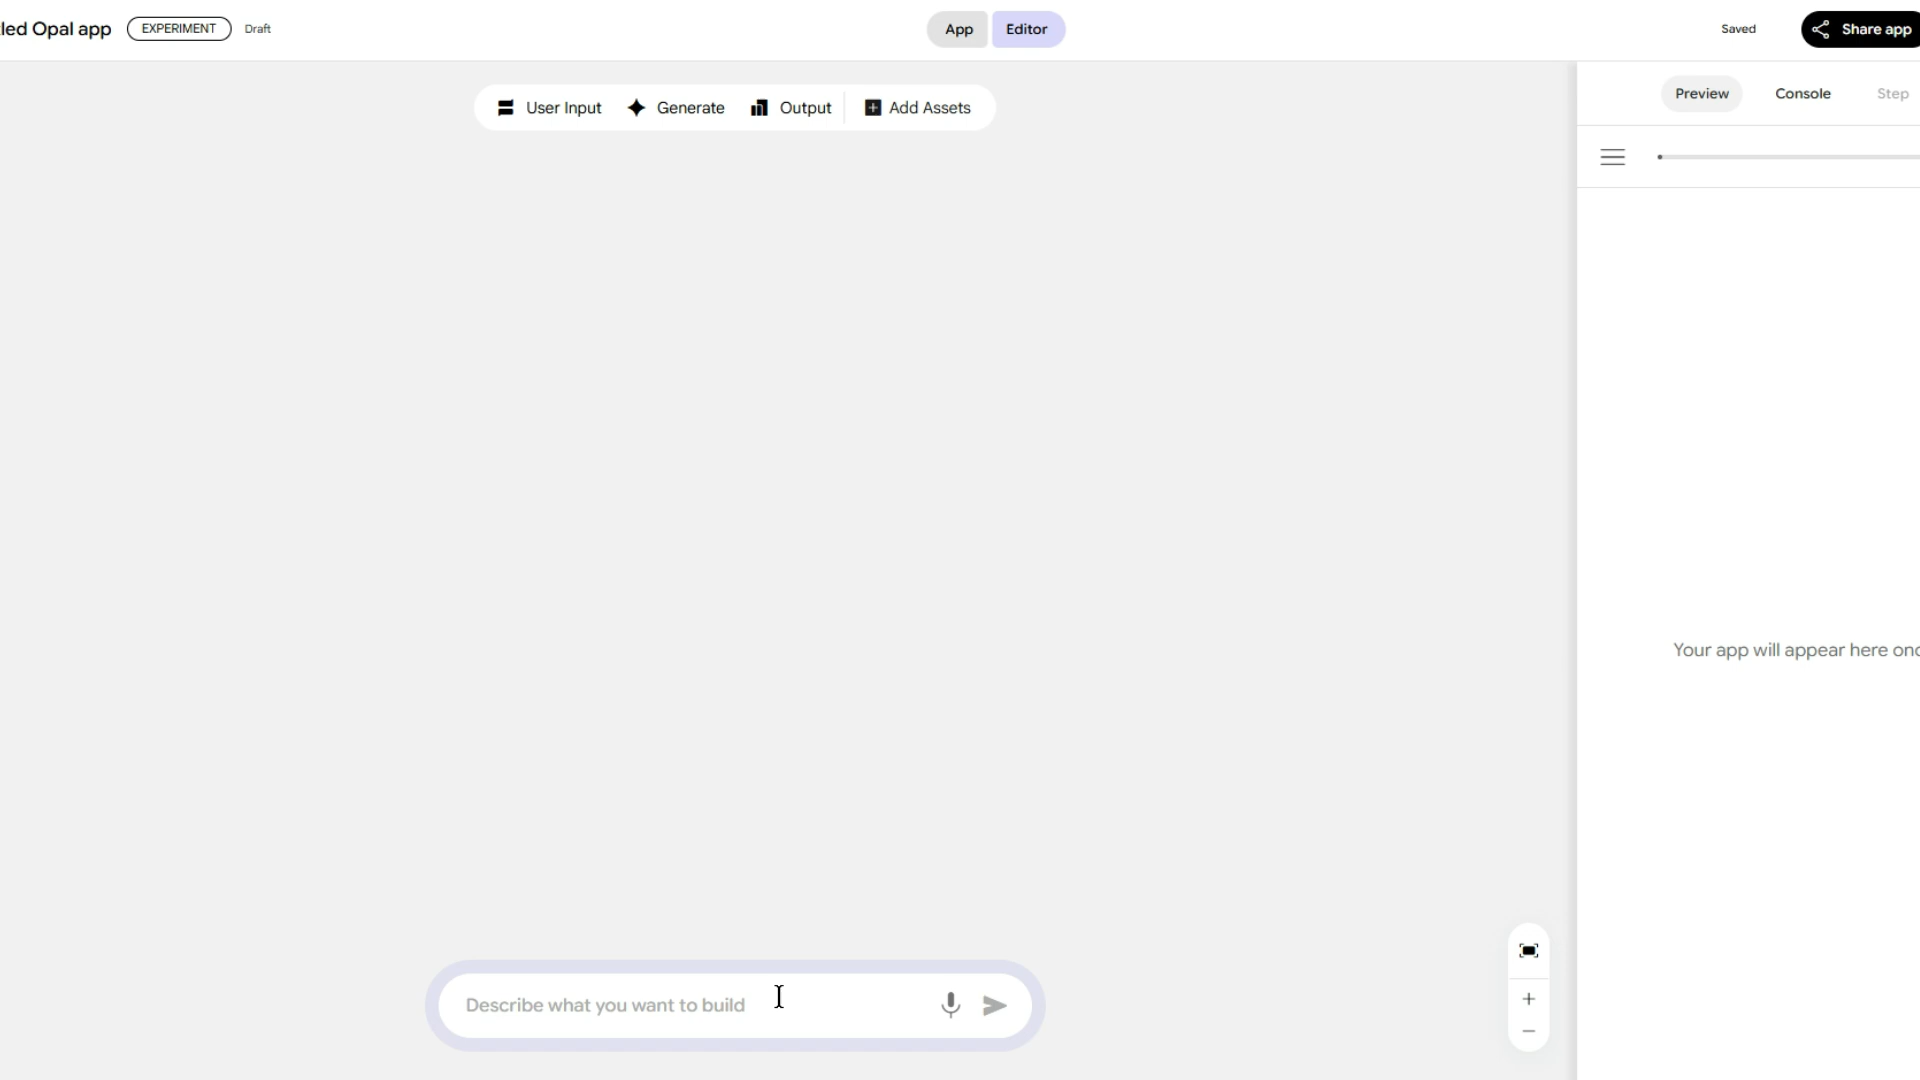 led Opal app
EXPERIMENT
Draft
App
Editor
Saved
Share app
User Input
Generate
Output
Add Assets
Preview
Console
Step
Your app will appear here onc
Describe what you want to build